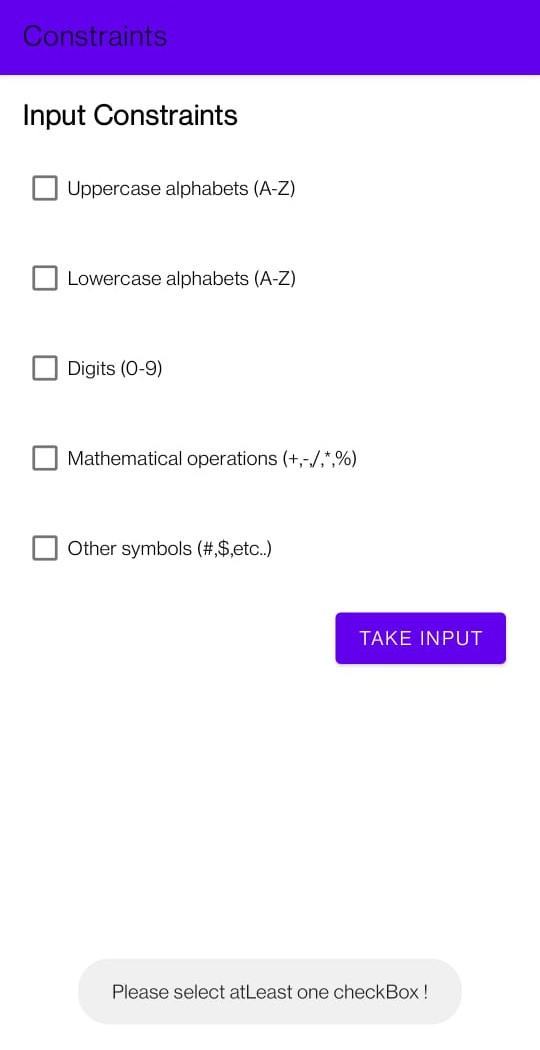 Constraints
Input Constraints
Uppercase alphabets (A-Z)
Lowercase alphabets (A-Z)
Digits (0-9)
Mathematical operations (+,-,/,*,%)
Other symbols (#,$,etc..)
TAKE INPUT
Please select atLeast one checkBox !